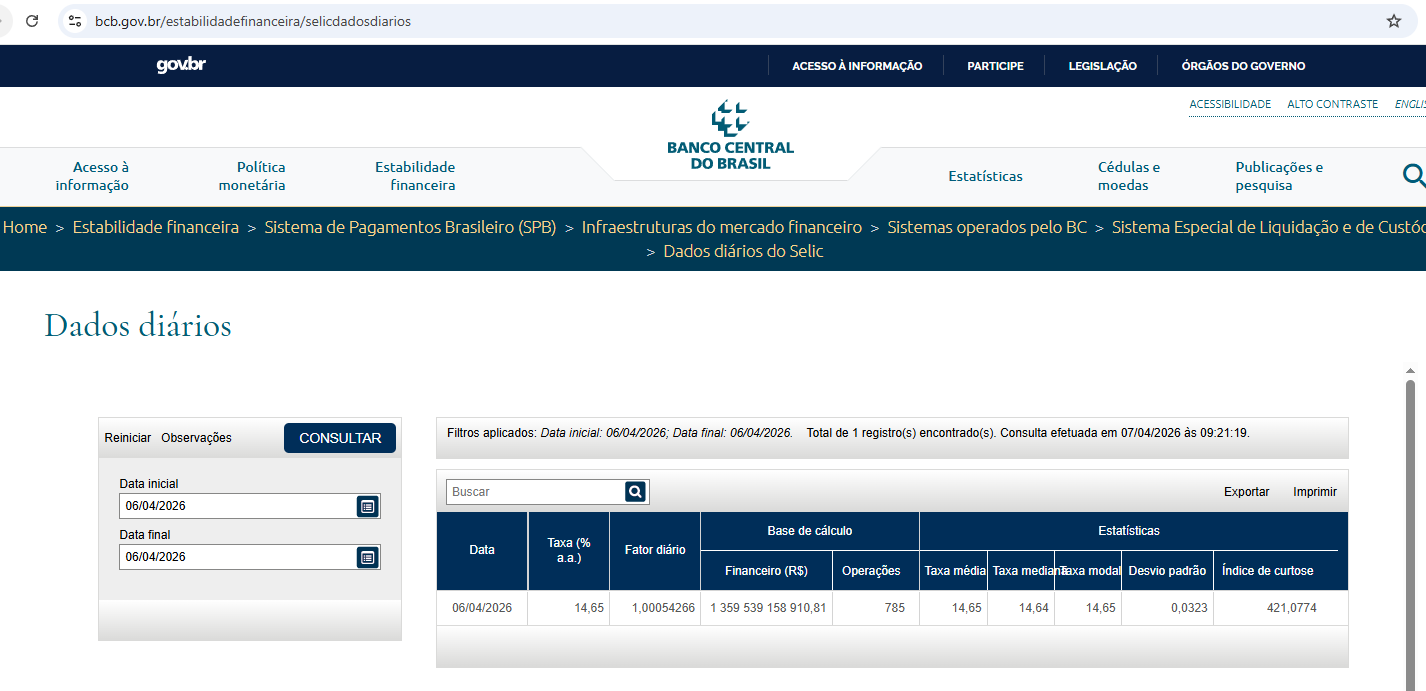 bcb.gov.br/estabilidadefinanceira/selicdadosdiarios
gov.br
ACESSO À INFORMAÇÃO
PARTICIPE
LEGISLAÇÃO
ÓRGÃOS DO GOVERNO
ACESSIBILIDADE
ALTO CONTRASTE
ENGLIS
BANCO CENTRAL
DO BRASIL
Acesso à
informação
Política
monetária
Estabilidade
financeira
Estatísticas
Cédulas e
moedas
Publicações e
pesquisa
Home > Estabilidade financeira > Sistema de Pagamentos Brasileiro (SPB) > Infraestruturas do mercado financeiro > Sistemas operados pelo BC > Sistema Especial de Liquidação e de Custóc
> Dados diários do Selic
Dados diários
Reiniciar Observações CONSULTAR
Data inicial
06/04/2026
Data final
06/04/2026
Filtros aplicados: Data inicial: 06/04/2026; Data final: 06/04/2026. Total de 1 registro(s) encontrado(s). Consulta efetuada em 07/04/2026 às 09:21:19.
Buscar
Exportar Imprimir
Data
Taxa (%
a.a.)
Fator diário
Base de cálculo
Estatísticas
Financeiro (R$) Operações Taxa média Taxa mediana Taxa modal Desvio padrão Índice de curtose
06/04/2026 14,65 1,00054266 1 359 539 158 910,81 785 14,65 14,64 14,65 0,0323 421,0774